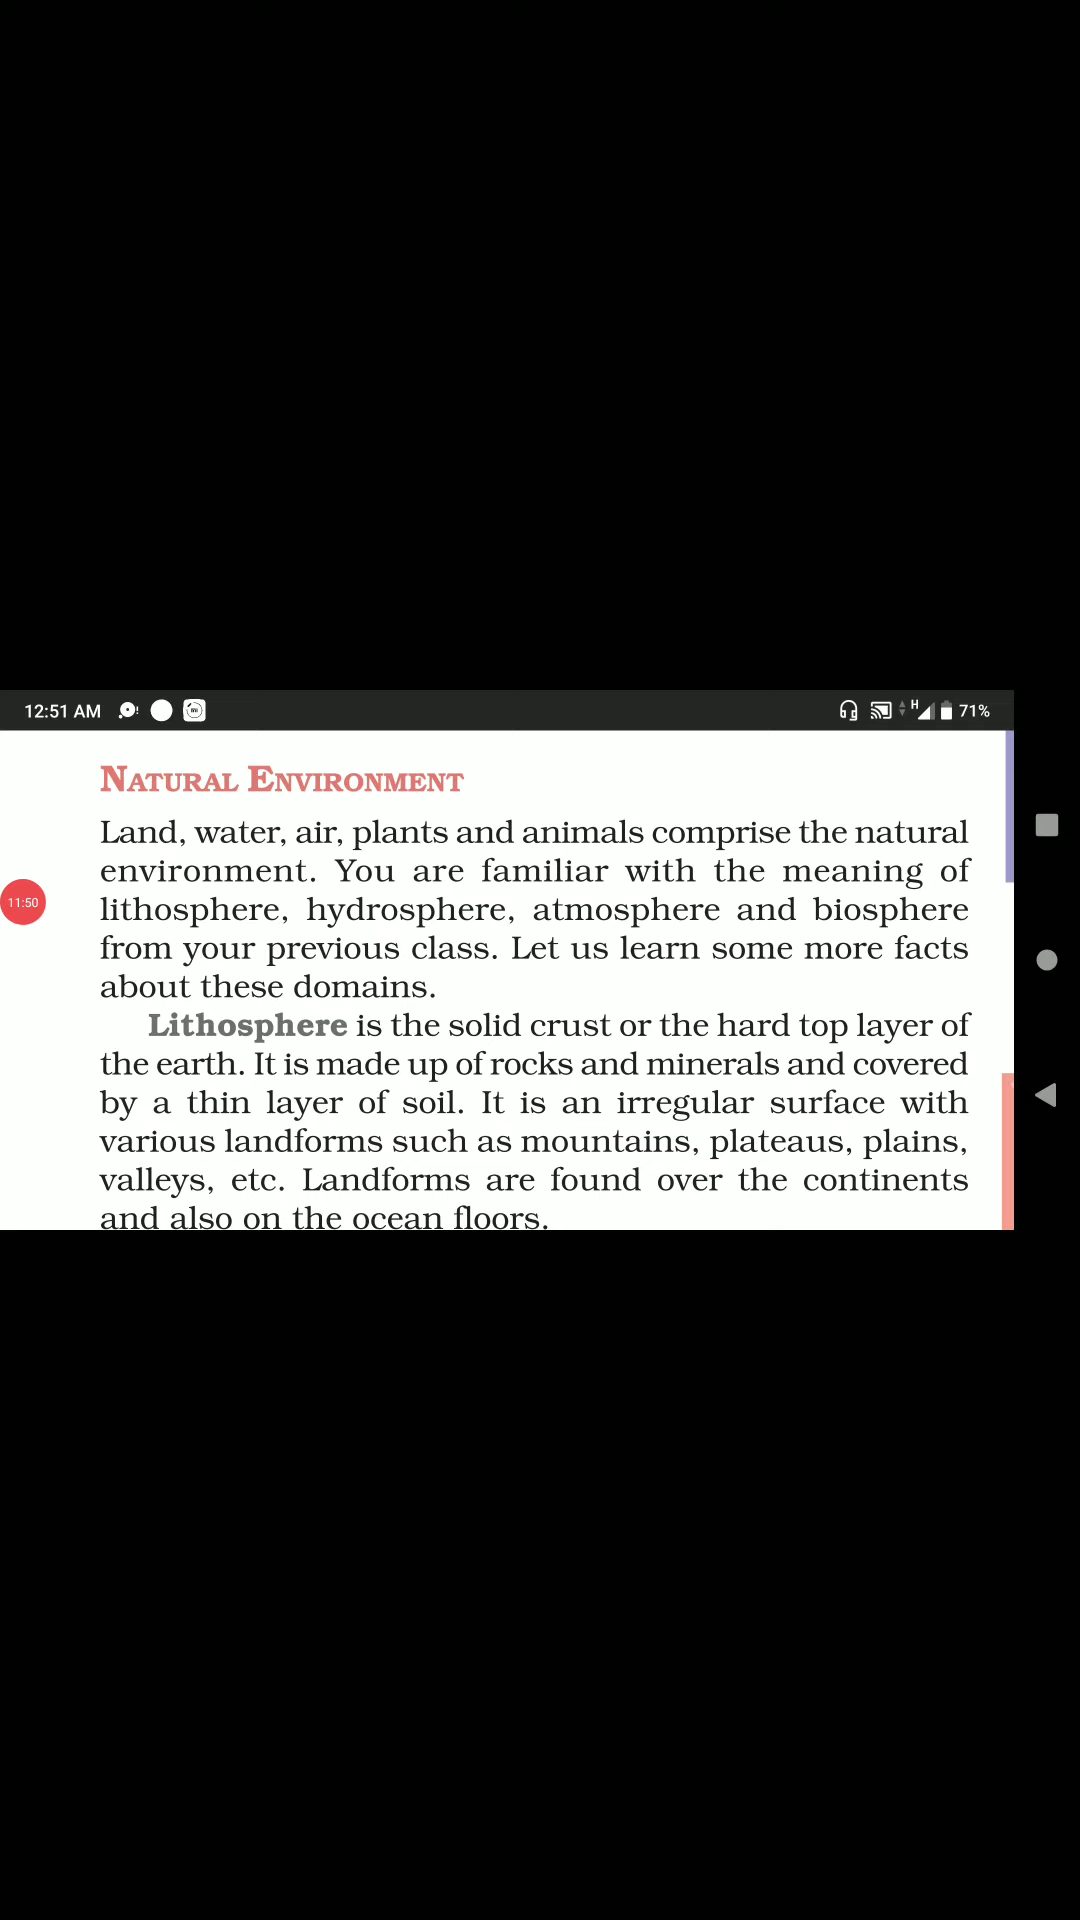 12:51 AM
H
71%
NATURAL ENVIRONMENT
Land, water, air, plants and animals comprise the natural
environment. You are familiar with the meaning of
11:50
lithosphere, hydrosphere, atmosphere and biosphere
from your previous class. Let us learn some more facts
about these domains.
Lithosphere is the solid crust or the hard top layer of
the earth. It is made up of rocks and minerals and covered
by a thin layer of soil. It is an irregular surface with
various landforms such as mountains, plateaus, plains,
valleys, etc. Landforms are found over the continents
and also on the ocean floors.